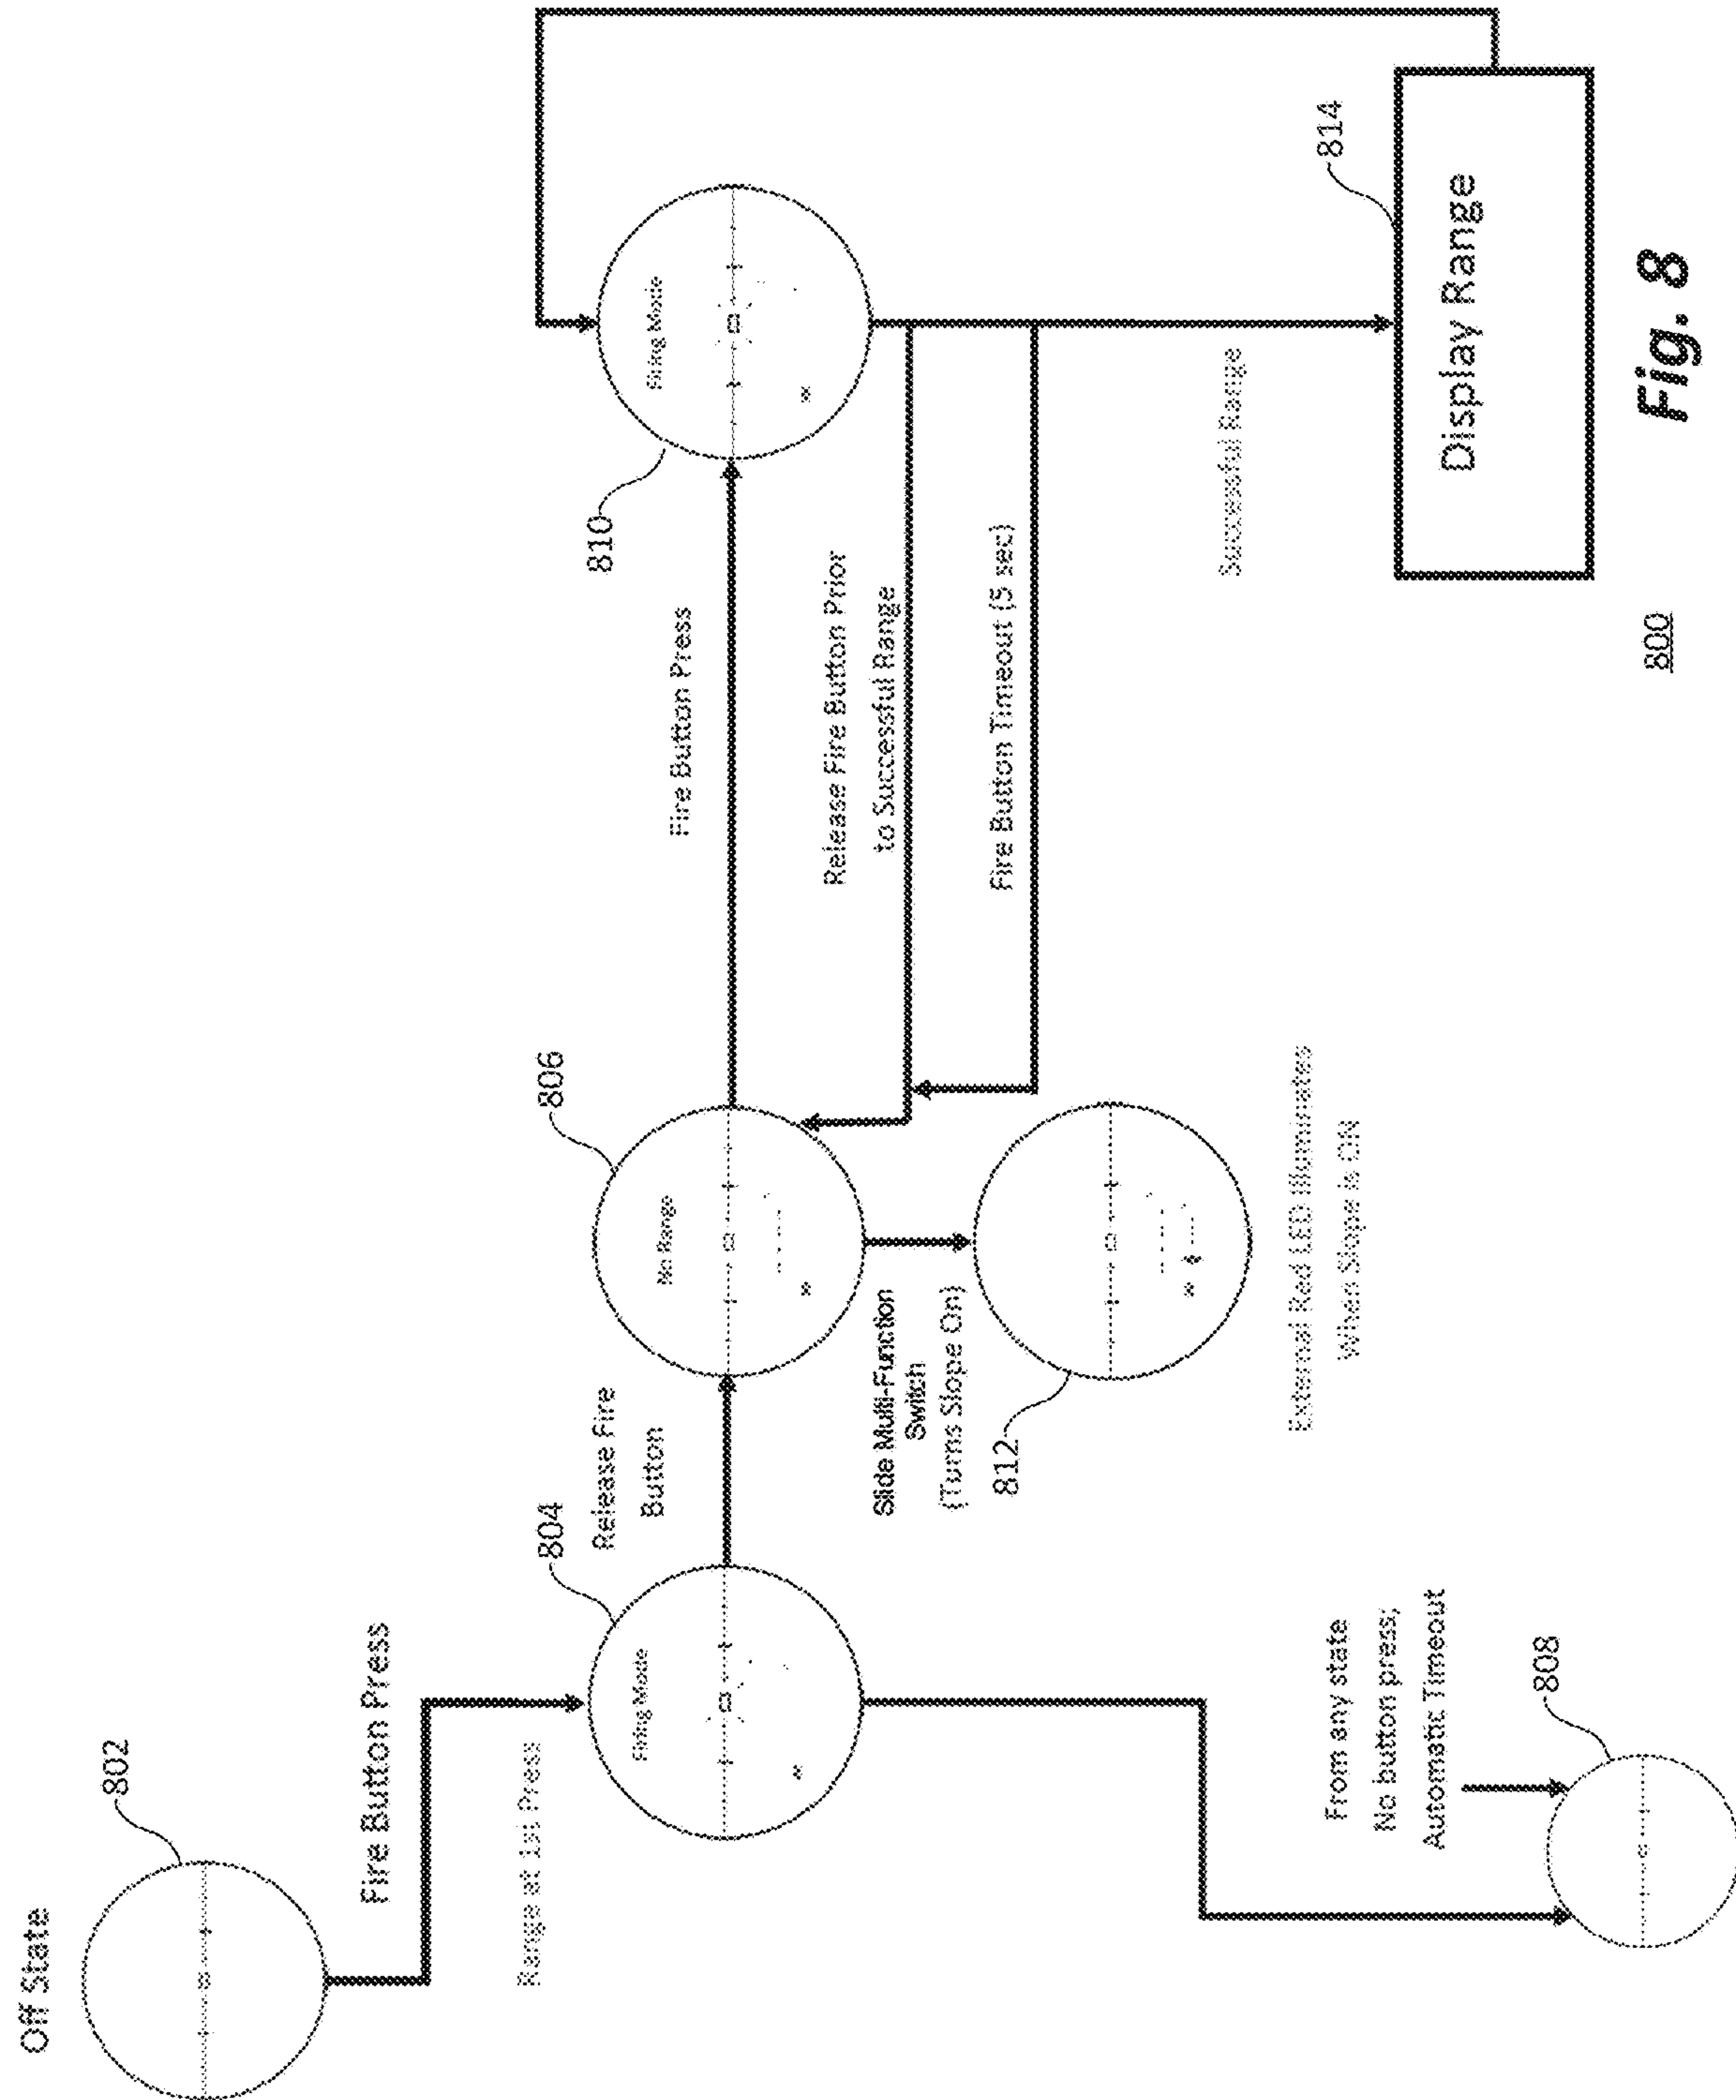 Off State
802
Fire Button Press
Range at 1st Press
804
Firing Mode
Release Fire
Button
806
No Range
Fire Button Press
810
Firing Mode
Release Fire Button Prior
to Successful Range
Fire Button Timeout (5 sec)
Slide Multi-Function
Switch
(Turns Slope On)
812
External Red LED Illuminates
When Slope is ON
Successful Range
814
Display Range
From any state
No button press;
Automatic Timeout
808
800
Fig. 8